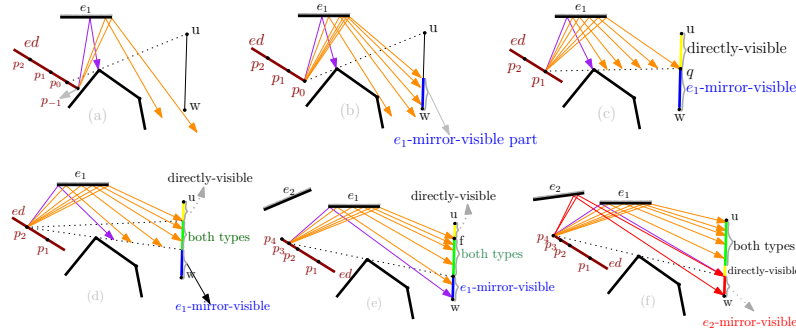 e₁
u
ed
p₂
p₁
p₀
p₋₁
w
(a)
e₁
u
ed
p₂
p₀
w
(b)
e₁-mirror-visible part
e₁
u
ed
directly-visible
p₂
p₁
q
e₁-mirror-visible
w
(c)
directly-visible
e₁
u
ed
p₂
p₁
both types
w
(d)
e₁-mirror-visible
e₂
e₁
directly-visible
u
f
p₄
p₃
p₂
p₁
ed
both types
e₁-mirror-visible
w
(e)
e₂
e₁
u
p₄
p₃
p₂
p₁
ed
both types
directly-visible
w
(f)
e₂-mirror-visible